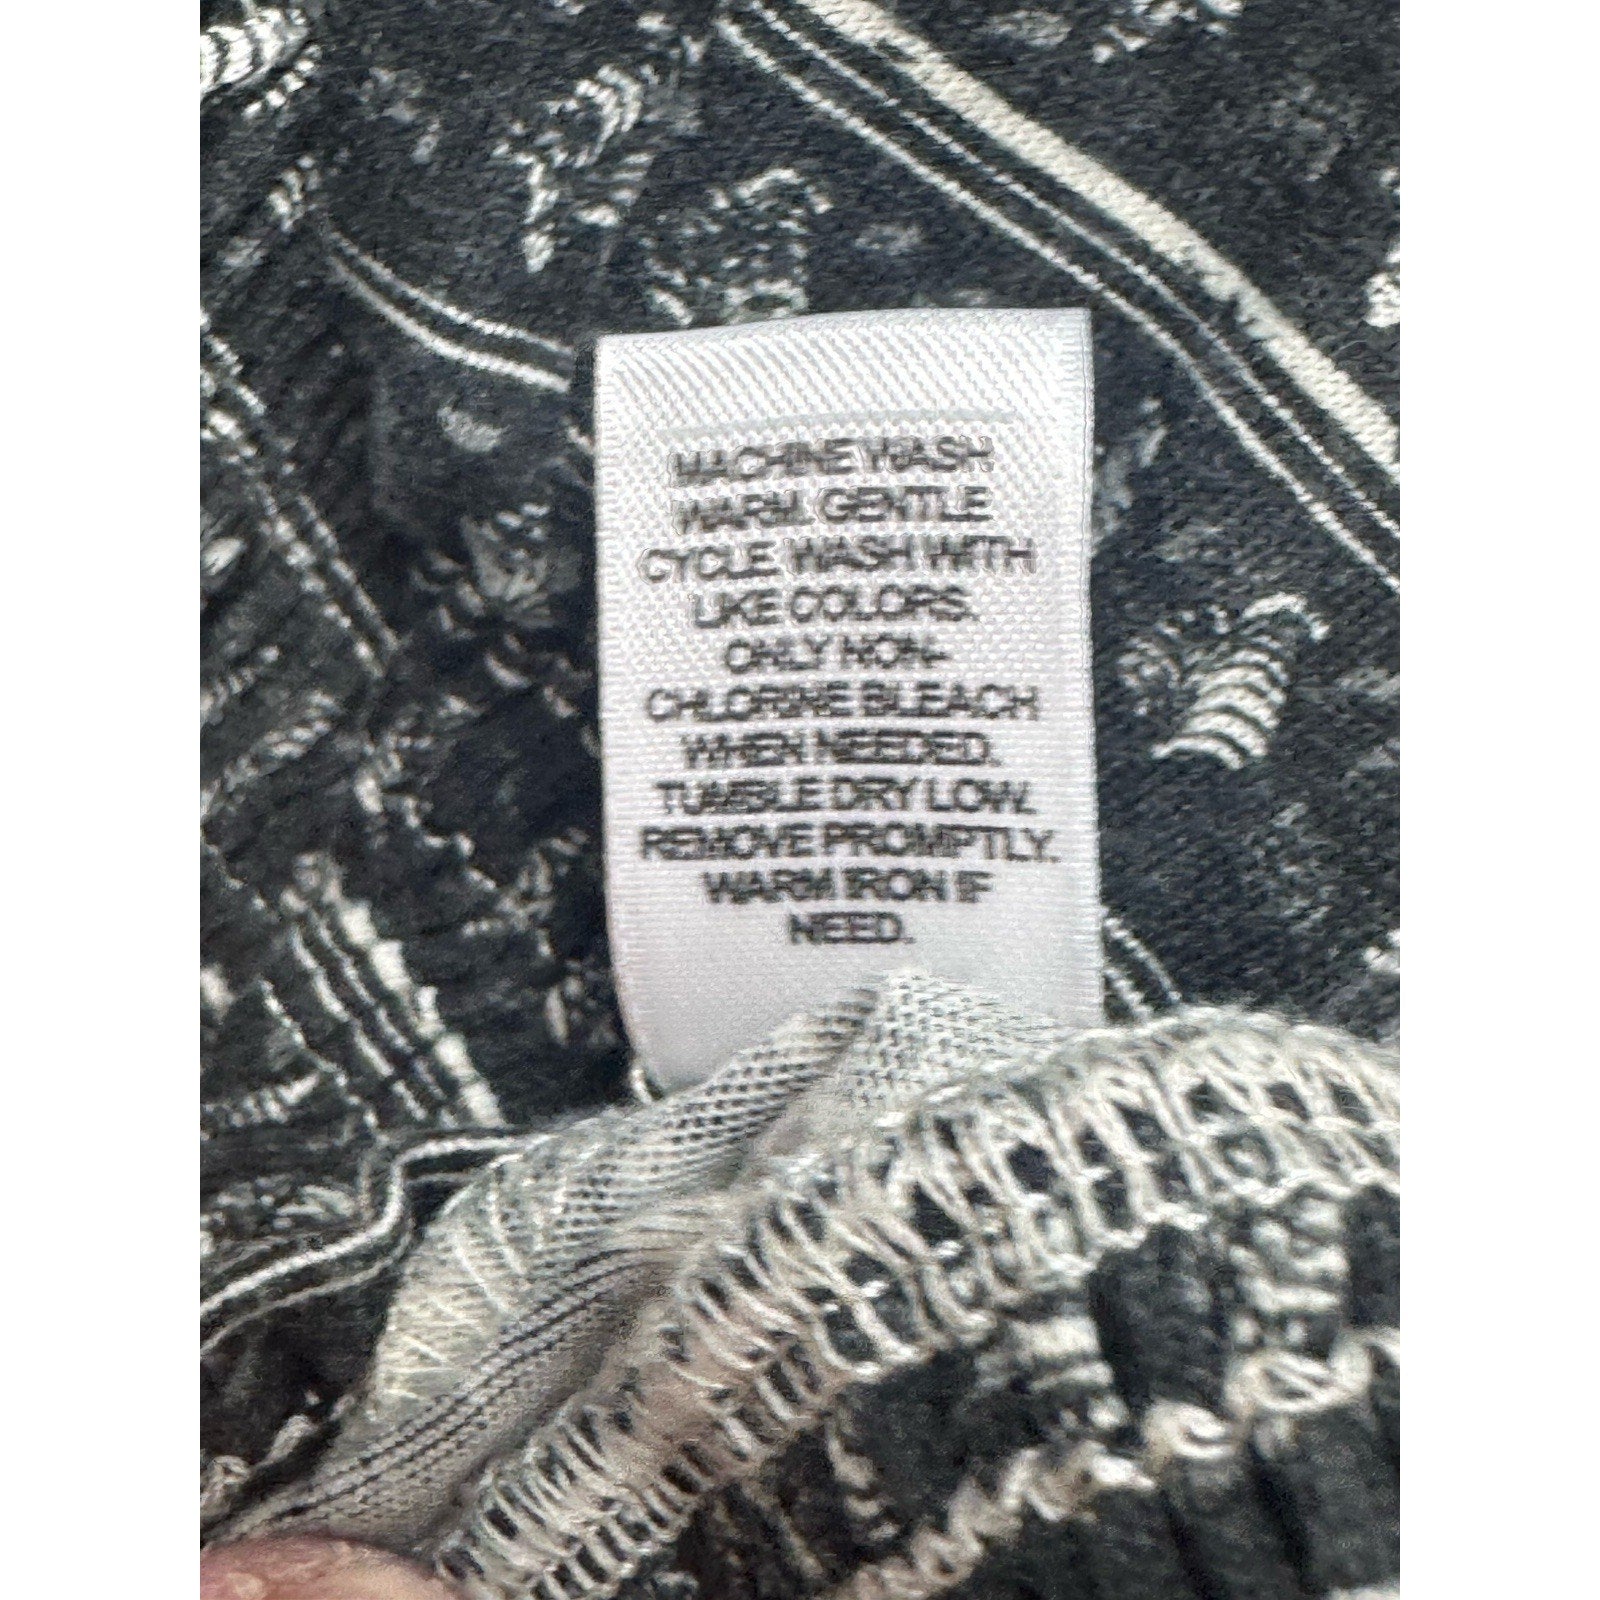 MACHINE WASH
WARM. GENTLE
CYCLE. WASH WITH
LIKE COLORS.
ONLY NON-
CHLORINE BLEACH
WHEN NEEDED.
TUMBLE DRY LOW.
REMOVE PROMPTLY.
WARM IRON IF
NEED.